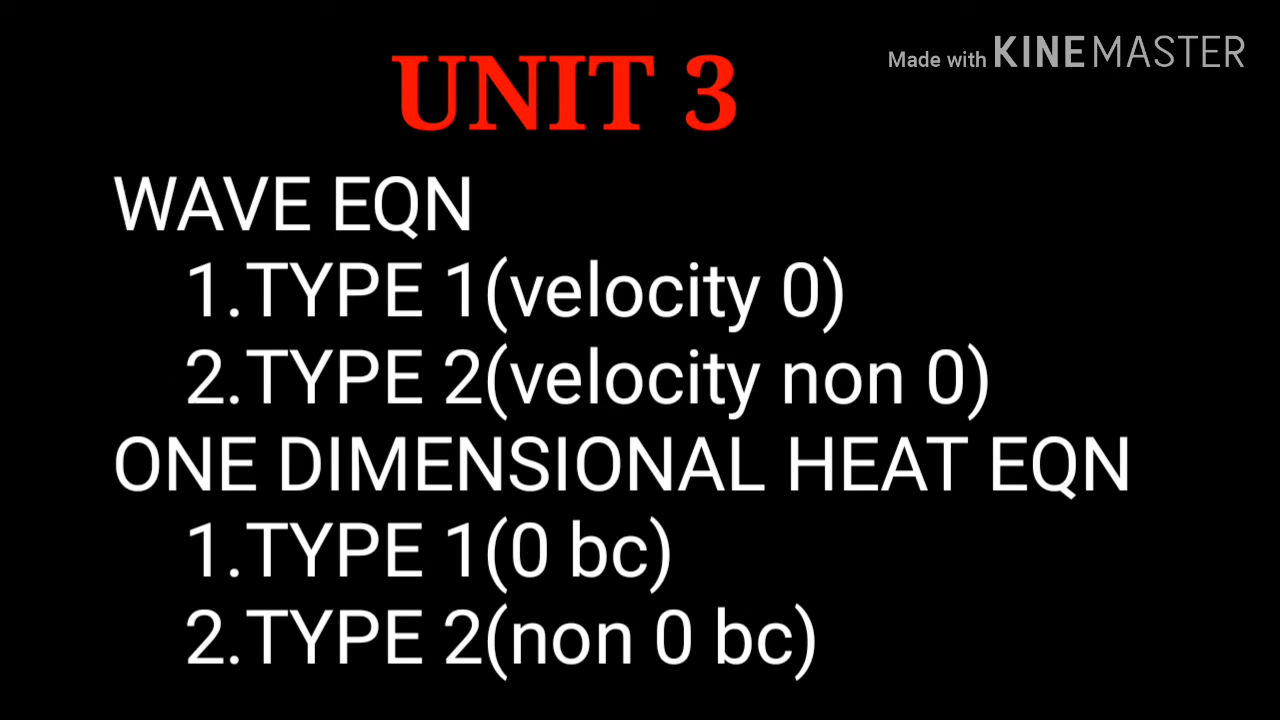 Made with KINEMASTER
UNIT 3
WAVE EQN
1.TYPE 1(velocity 0)
2.TYPE 2(velocity non 0)
ONE DIMENSIONAL HEAT EQN
1.TYPE 1(0 bc)
2.TYPE 2(non 0 bc)